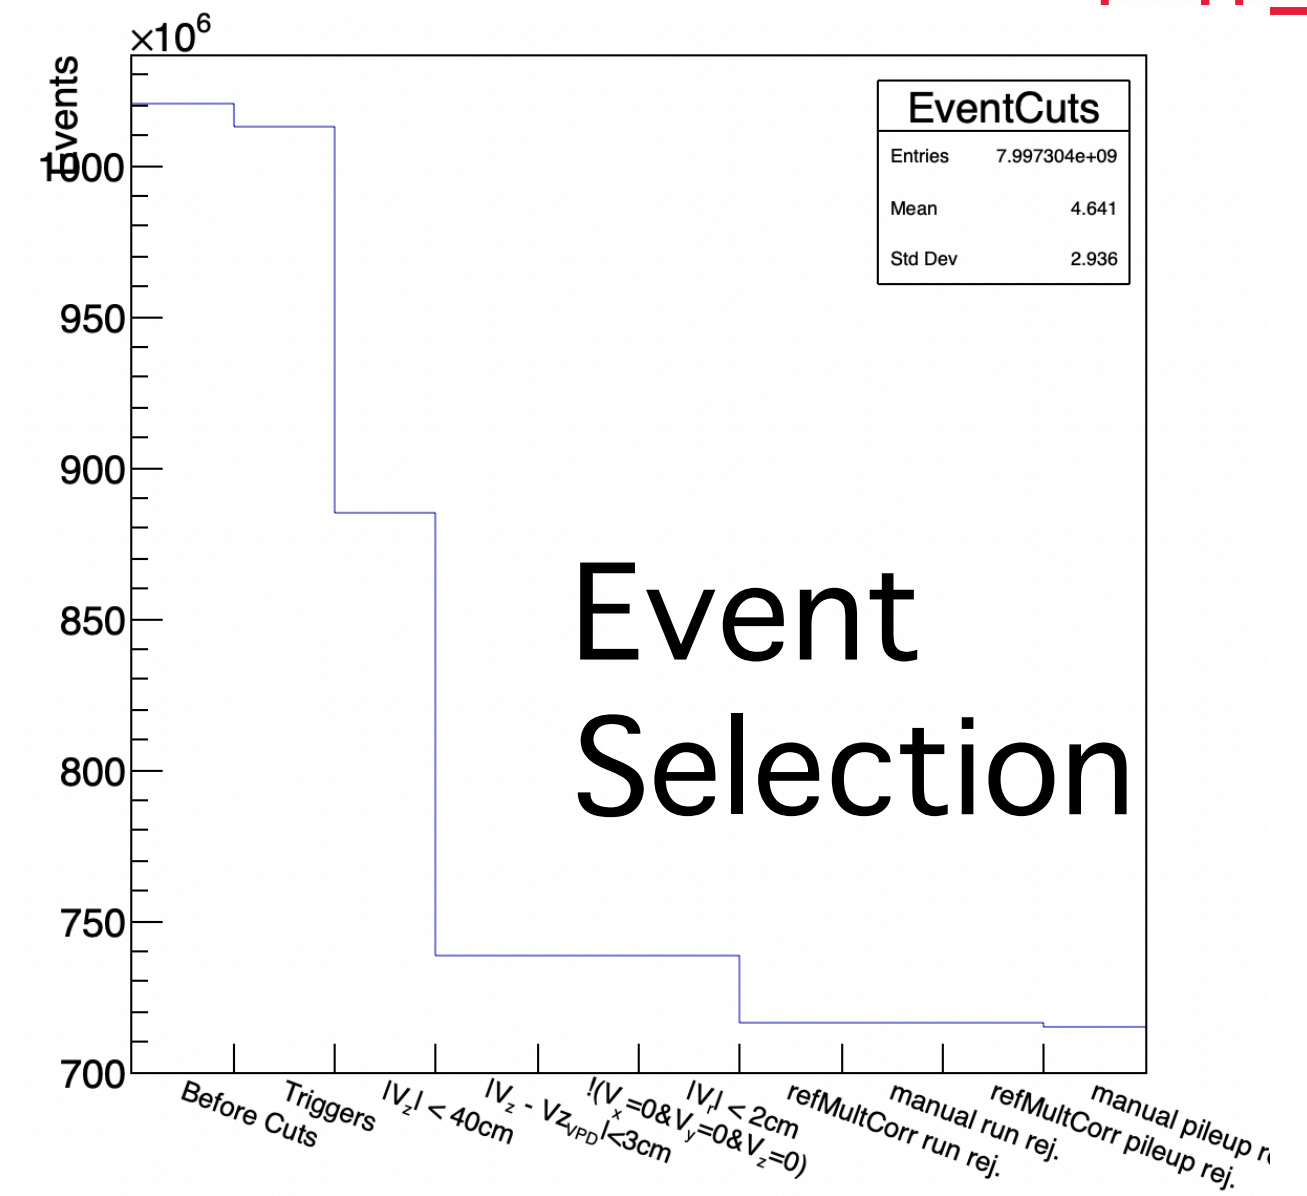 ×10⁶
Events
1000
950
900
850
800
750
700
EventCuts
Entries 7.997304e+09
Mean 4.641
Std Dev 2.936
Event
Selection
Before Cuts
Triggers
|V_z| < 40cm
|V_z - Vz_VPD|<3cm
!(V_x=0&V_y=0&V_z=0)
|V_r| < 2cm
refMultCorr run rej.
manual run rej.
refMultCorr pileup rej.
manual pileup